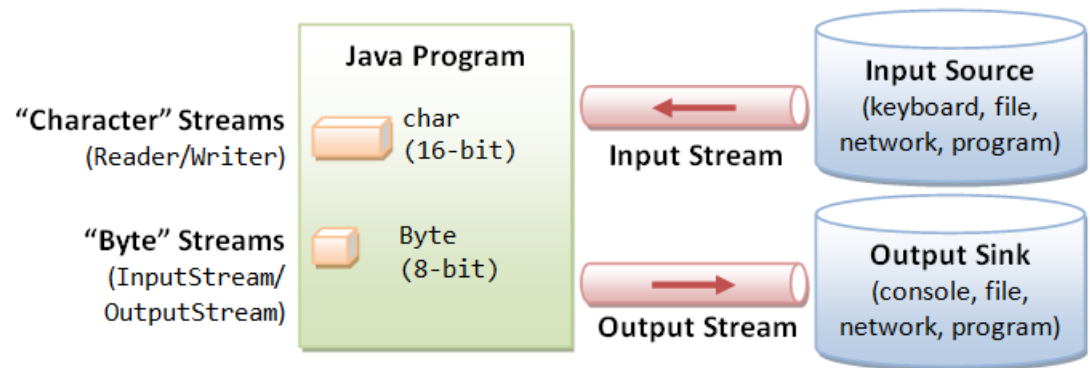 Java Program
“Character” Streams
(Reader/Writer)
char
(16-bit)
“Byte” Streams
(InputStream/
OutputStream)
Byte
(8-bit)
Input Stream
Output Stream
Input Source
(keyboard, file,
network, program)
Output Sink
(console, file,
network, program)